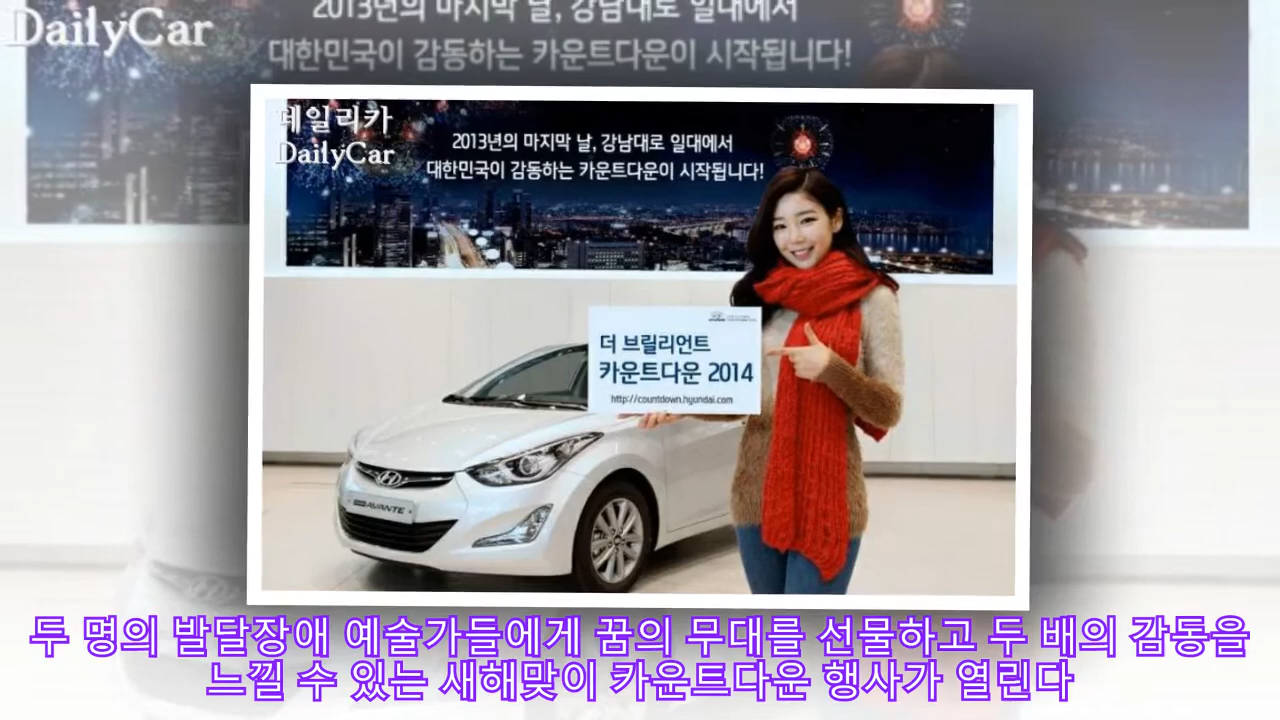 DailyCar
2013년의 마지막 날, 강남대로 일대에서
대한민국이 감동하는 카운트다운이 시작됩니다!
데일리카
DailyCar
2013년의 마지막 날, 강남대로 일대에서
대한민국이 감동하는 카운트다운이 시작됩니다!
더 브릴리언트
카운트다운 2014
http://countdown.hyundai.com
AVANTE
두 명의 발달장애 예술가들에게 꿈의 무대를 선물하고 두 배의 감동을
느낄 수 있는 새해맞이 카운트다운 행사가 열린다